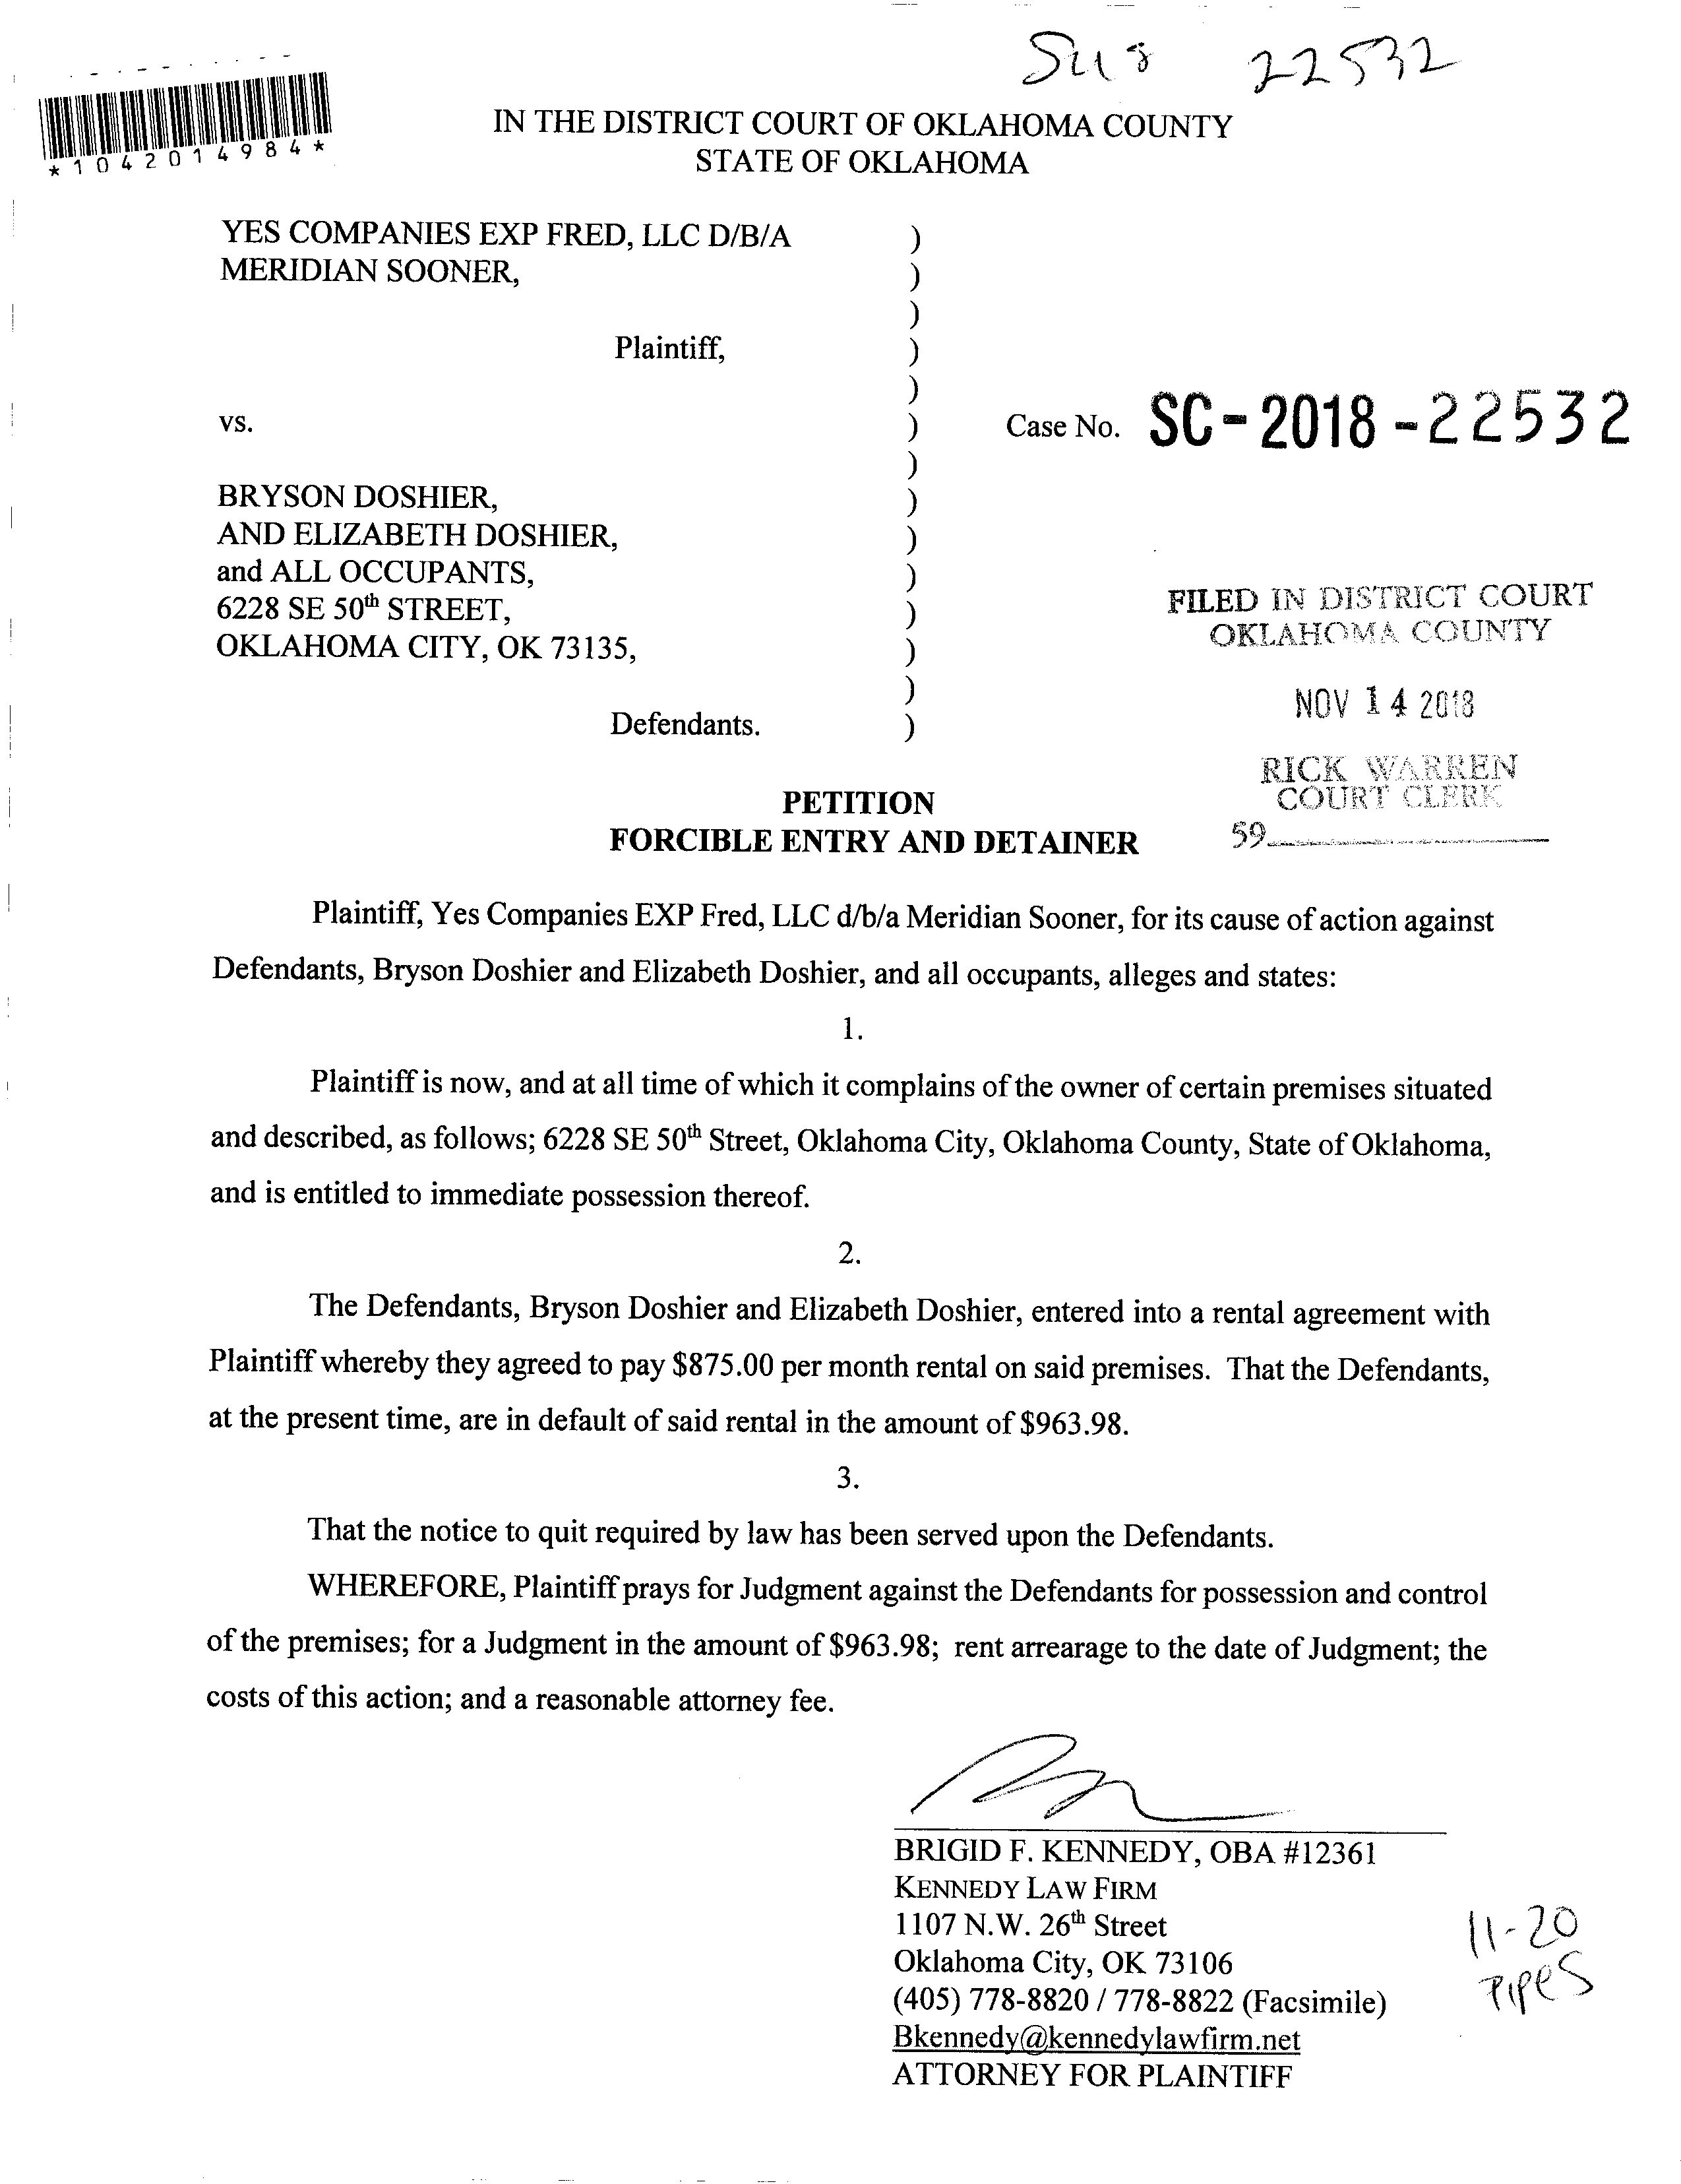 22532
*1042014984*
IN THE DISTRICT COURT OF OKLAHOMA COUNTY
STATE OF OKLAHOMA
YES COMPANIES EXP FRED, LLC D/B/A )
MERIDIAN SOONER, )
)
Plaintiff, )
)
vs. )
Case No. SC-2018-22532
)
BRYSON DOSHIER, )
AND ELIZABETH DOSHIER, )
and ALL OCCUPANTS, )
6228 SE 50th STREET, )
OKLAHOMA CITY, OK 73135, )
)
Defendants. )
FILED IN DISTRICT COURT
OKLAHOMA COUNTY
NOV 14 2018
RICK WARREN
COURT CLERK
59
PETITION
FORCIBLE ENTRY AND DETAINER
Plaintiff, Yes Companies EXP Fred, LLC d/b/a Meridian Sooner, for its cause of action against
Defendants, Bryson Doshier and Elizabeth Doshier, and all occupants, alleges and states:
1.
Plaintiff is now, and at all time of which it complains of the owner of certain premises situated
and described, as follows; 6228 SE 50th Street, Oklahoma City, Oklahoma County, State of Oklahoma,
and is entitled to immediate possession thereof.
2.
The Defendants, Bryson Doshier and Elizabeth Doshier, entered into a rental agreement with
Plaintiff whereby they agreed to pay $875.00 per month rental on said premises. That the Defendants,
at the present time, are in default of said rental in the amount of $963.98.
3.
That the notice to quit required by law has been served upon the Defendants.
WHEREFORE, Plaintiff prays for Judgment against the Defendants for possession and control
of the premises; for a Judgment in the amount of $963.98; rent arrearage to the date of Judgment; the
costs of this action; and a reasonable attorney fee.
BRIGID F. KENNEDY, OBA #12361
KENNEDY LAW FIRM
1107 N.W. 26th Street
Oklahoma City, OK 73106
(405) 778-8820 / 778-8822 (Facsimile)
Bkennedy@kennedylawfirm.net
ATTORNEY FOR PLAINTIFF
11-20
PIPES